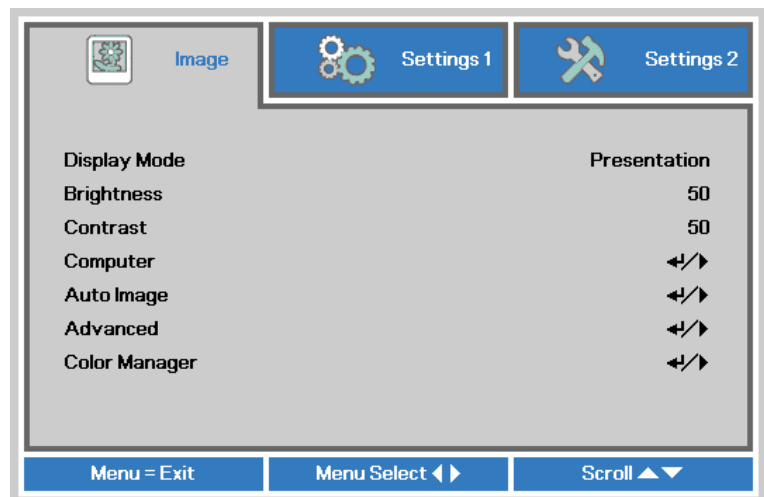 Image Settings 1 Settings 2
Display Mode Presentation
Brightness 50
Contrast 50
Computer ↵/▶
Auto Image ↵/▶
Advanced ↵/▶
Color Manager ↵/▶
Menu = Exit Menu Select ◀▶ Scroll ▲▼